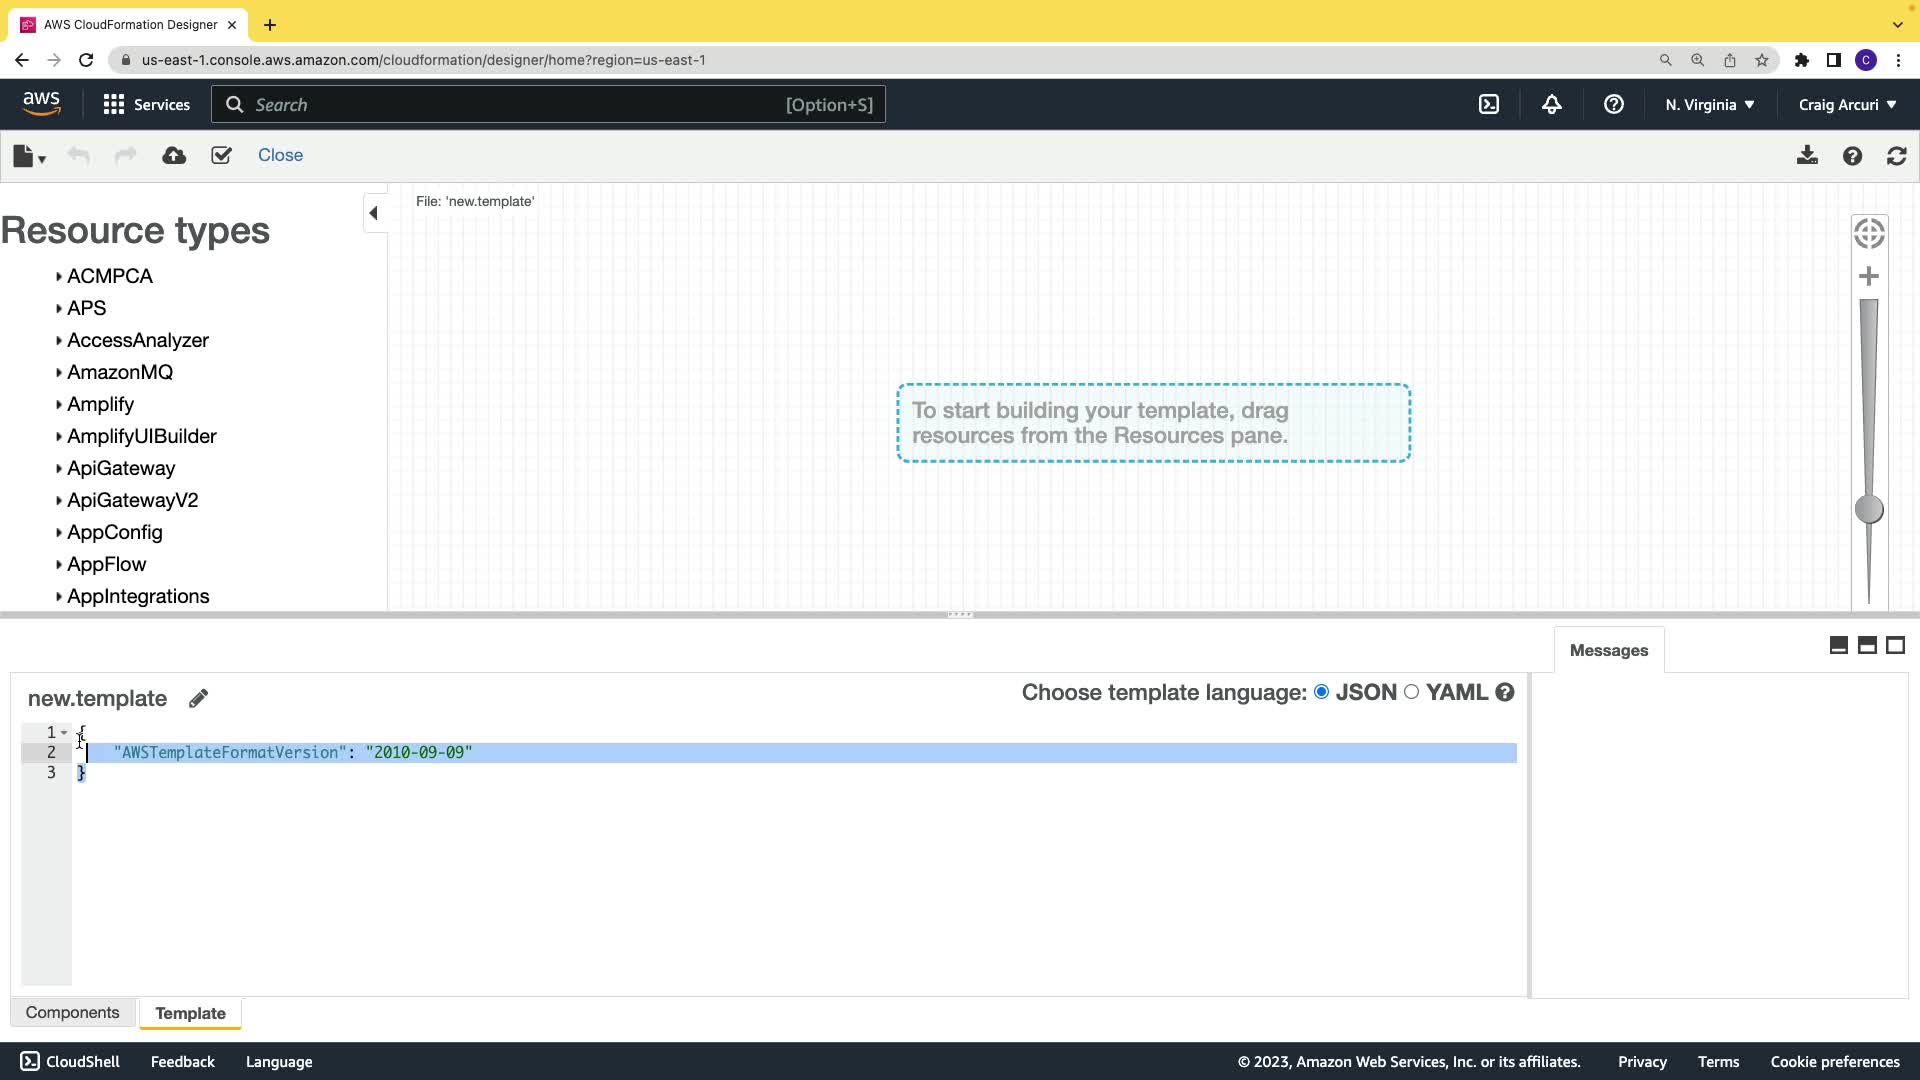 AWS CloudFormation Designer
us-east-1.console.aws.amazon.com/cloudformation/designer/home?region=us-east-1
C
aws
Services
Search
[Option+S]
N. Virginia
Craig Arcuri
Close
Resource types
ACMPCA
APS
AccessAnalyzer
AmazonMQ
Amplify
AmplifyUIBuilder
ApiGateway
ApiGatewayV2
AppConfig
AppFlow
AppIntegrations
File: 'new.template'
To start building your template, drag
resources from the Resources pane.
Messages
new.template
Choose template language: JSON YAML
1 {
2 "AWSTemplateFormatVersion": "2010-09-09"
3 }
Components
Template
CloudShell
Feedback
Language
© 2023, Amazon Web Services, Inc. or its affiliates.
Privacy
Terms
Cookie preferences